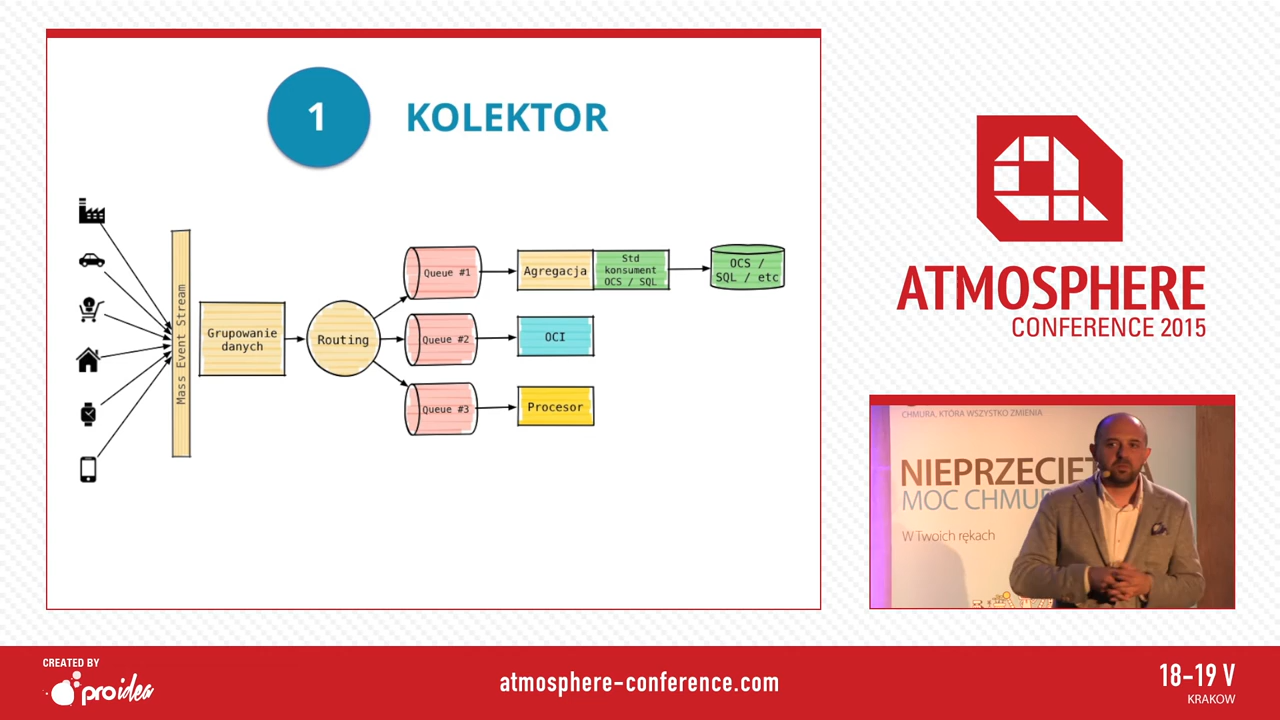 1
KOLEKTOR
Mass Event Stream
Grupowanie
danych
Routing
Queue #1
Agregacja
Std
konsument
OCS / SQL
OCS /
SQL / etc
Queue #2
OCI
Queue #3
Procesor
ATMOSPHERE
CONFERENCE 2015
CHMURA, KTÓRA WSZYSTKO ZMIENIA
NIEPRZECIĘ
MOC CHMUR
W Twoich rękach
CREATED BY
proidea
atmosphere-conference.com
18-19 V
KRAKOW